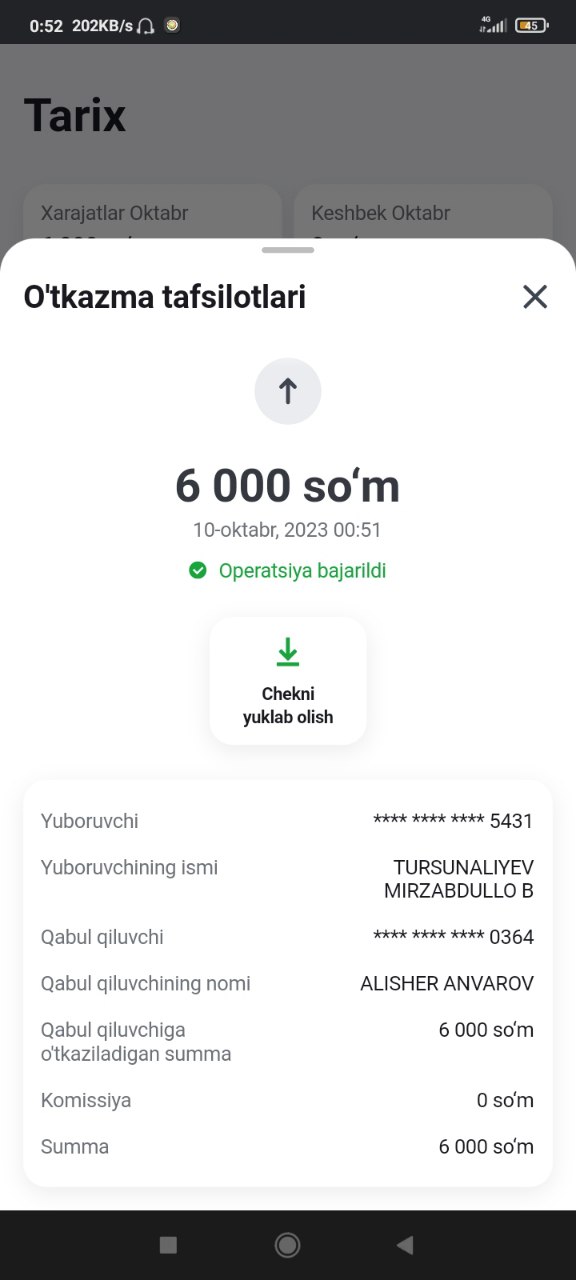 0:52 202KB/s 4G 45
Tarix
Xarajatlar Oktabr Keshbek Oktabr
O'tkazma tafsilotlari
6 000 so‘m
10-oktabr, 2023 00:51
Operatsiya bajarildi
Chekni
yuklab olish
Yuboruvchi **** **** **** 5431
Yuboruvchining ismi TURSUNALIYEV
MIRZABDULLO B
Qabul qiluvchi **** **** **** 0364
Qabul qiluvchining nomi ALISHER ANVAROV
Qabul qiluvchiga 6 000 so‘m
o'tkaziladigan summa
Komissiya 0 so‘m
Summa 6 000 so‘m